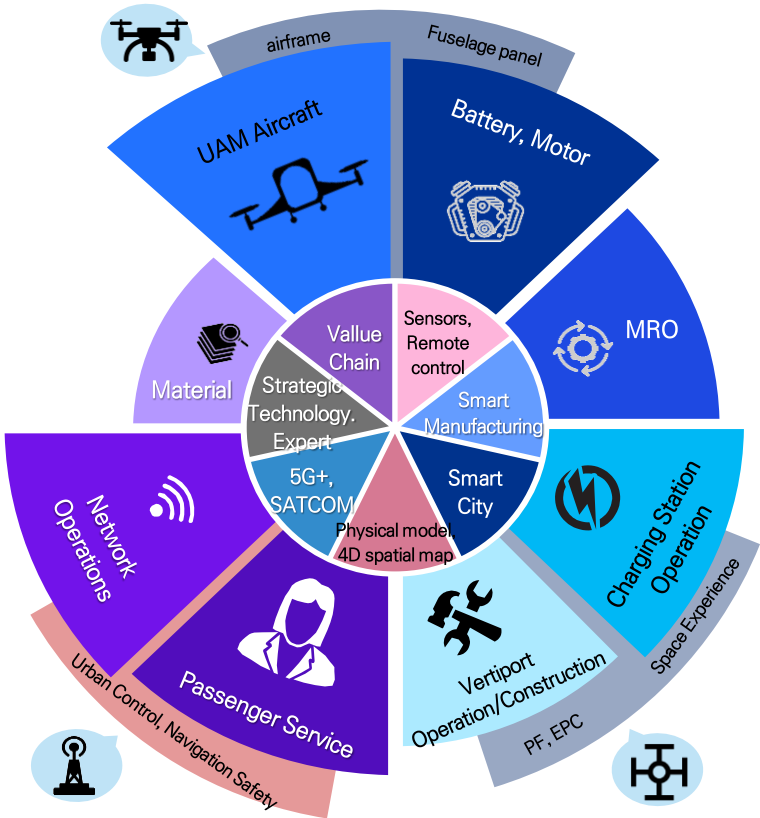 airframe
Fuselage panel
UAM Aircraft
Battery, Motor
MRO
Material
Vallue
Chain
Sensors,
Remote
control
Strategic
Technology.
Expert
Smart
Manufacturing
5G+,
SATCOM
Smart
City
Physical model,
4D spatial map
Network
Operations
Charging Station
Operation
Space Experience
Passenger Service
Vertiport
Operation/Construction
Urban Control, Navigation Safety
PF, EPC